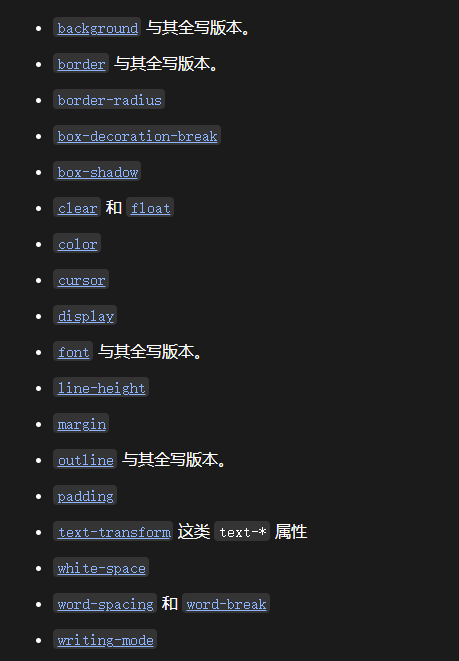 background 与其全写版本。
border 与其全写版本。
border-radius
box-decoration-break
box-shadow
clear 和 float
color
cursor
display
font 与其全写版本。
line-height
margin
outline 与其全写版本。
padding
text-transform 这类 text-* 属性
white-space
word-spacing 和 word-break
writing-mode